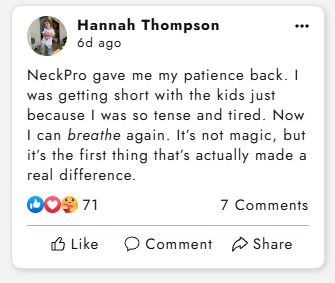 Hannah Thompson
6d ago
NeckPro gave me my patience back. I
was getting short with the kids just
because I was so tense and tired. Now
I can breathe again. It’s not magic, but
it’s the first thing that’s actually made a
real difference.
71 7 Comments
Like Comment Share